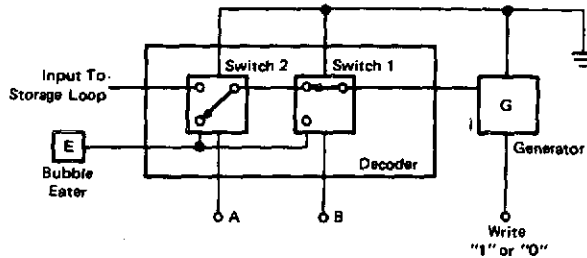 Switch 2
Switch 1
Input To
Storage Loop
G
E
Bubble
Eater
Decoder
Generator
A
B
Write
"1" or "0"